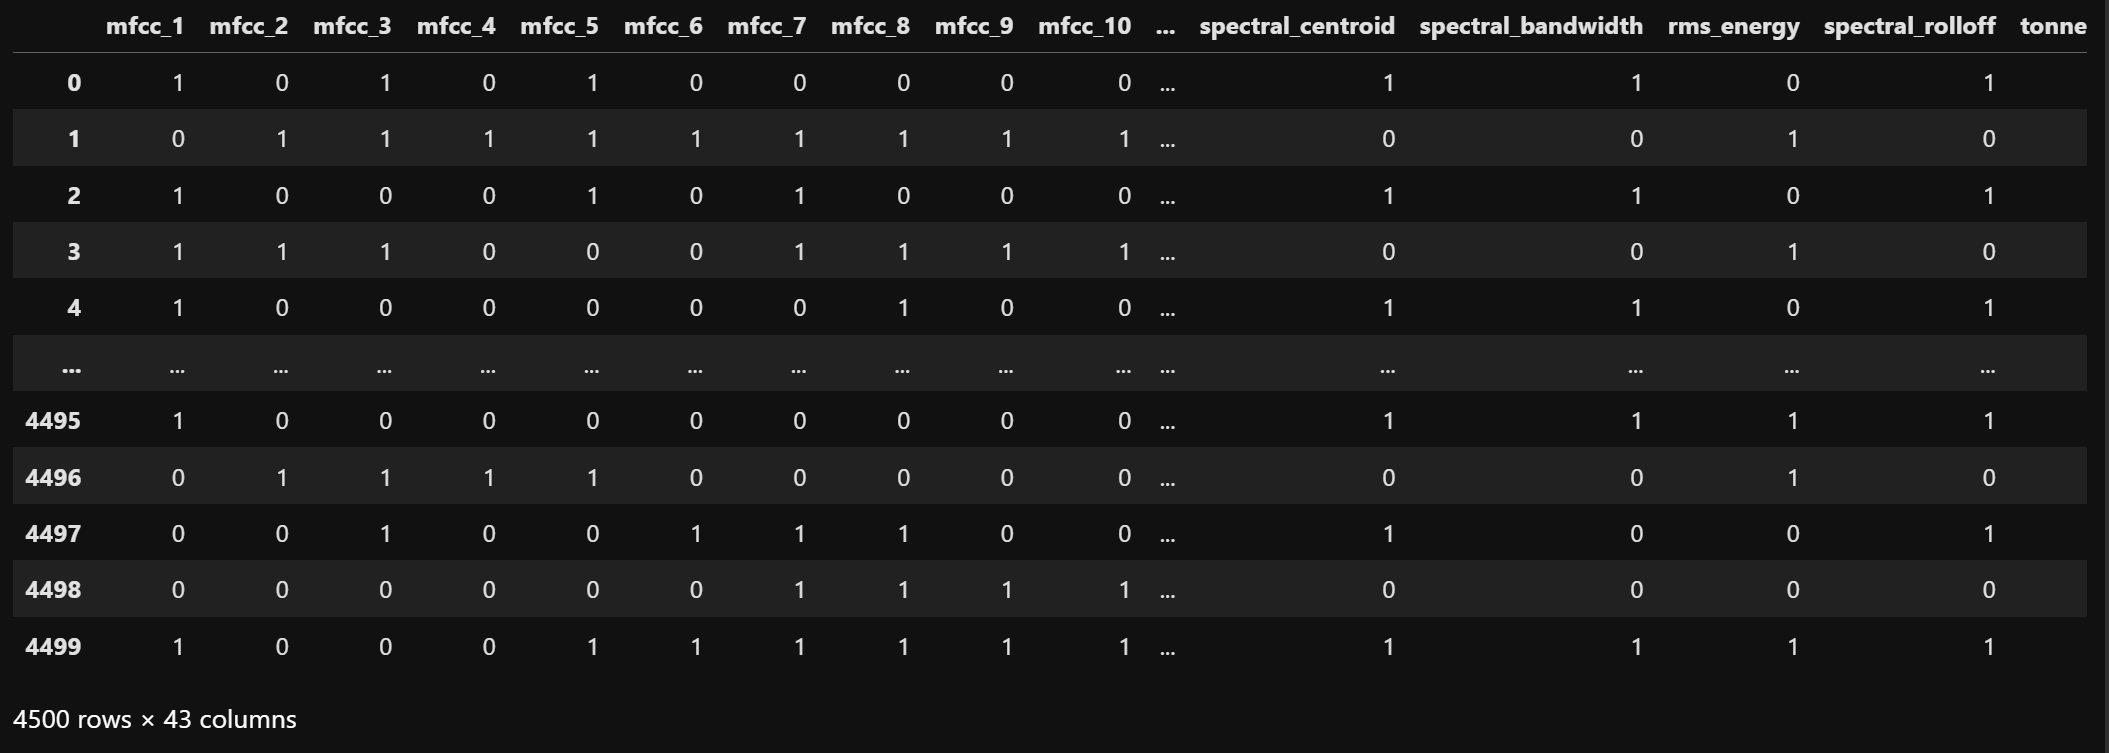 mfcc_1 mfcc_2 mfcc_3 mfcc_4 mfcc_5 mfcc_6 mfcc_7 mfcc_8 mfcc_9 mfcc_10 ... spectral_centroid spectral_bandwidth rms_energy spectral_rolloff tonne
0 1 0 1 0 1 0 0 0 0 0 ... 1 1 0 1
1 0 1 1 1 1 1 1 1 1 1 ... 0 0 1 0
2 1 0 0 0 1 0 1 0 0 0 ... 1 1 0 1
3 1 1 1 0 0 0 1 1 1 1 ... 0 0 1 0
4 1 0 0 0 0 0 0 1 0 0 ... 1 1 0 1
... ... ... ... ... ... ... ... ... ... ... ... ... ... ... ...
4495 1 0 0 0 0 0 0 0 0 0 ... 1 1 1 1
4496 0 1 1 1 1 0 0 0 0 0 ... 0 0 1 0
4497 0 0 1 0 0 1 1 1 0 0 ... 1 0 0 1
4498 0 0 0 0 0 0 1 1 1 1 ... 0 0 0 0
4499 1 0 0 0 1 1 1 1 1 1 ... 1 1 1 1
4500 rows × 43 columns